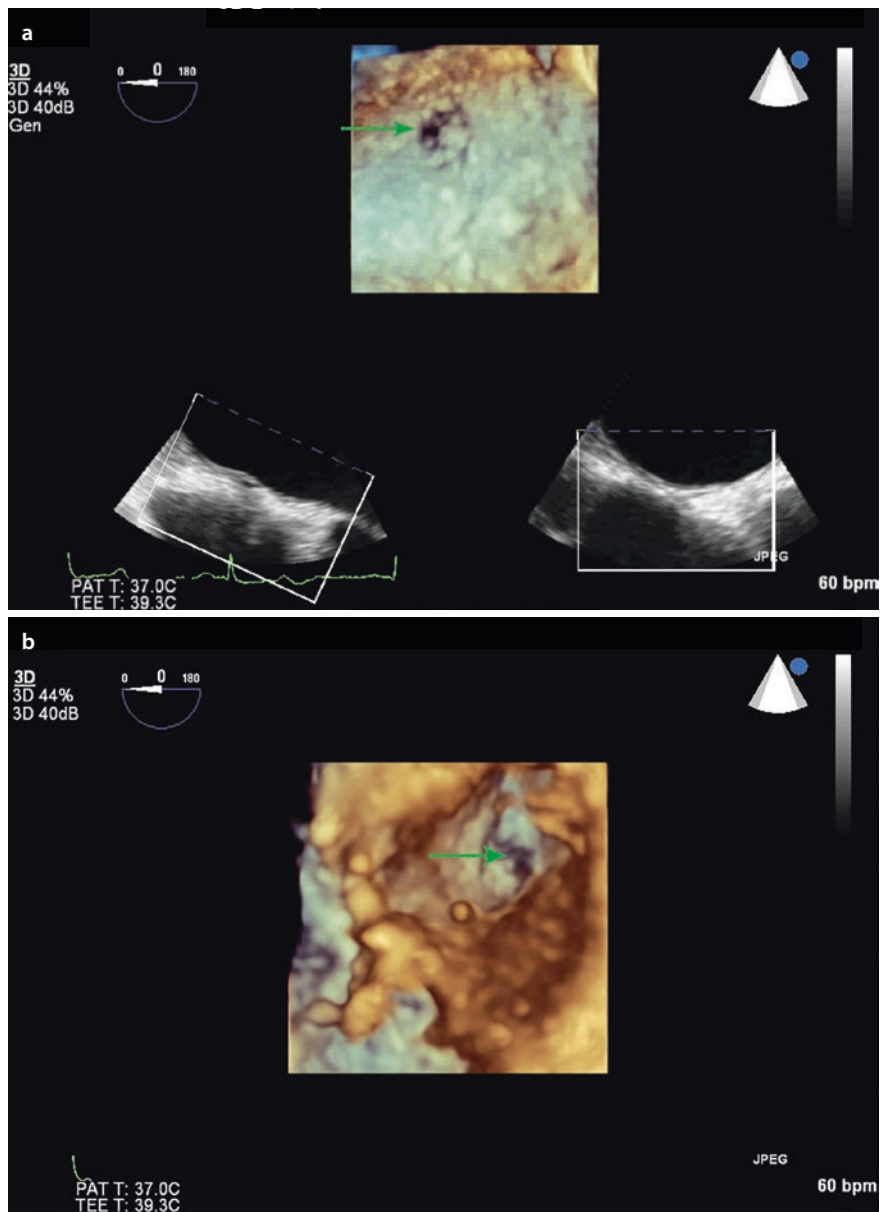 a
3D
3D 44%
3D 40dB
Gen
0 0 180
JPEG
PAT T: 37.0C
TEE T: 39.3C
60 bpm
b
3D
3D 44%
3D 40dB
0 0 180
JPEG
PAT T: 37.0C
TEE T: 39.3C
60 bpm